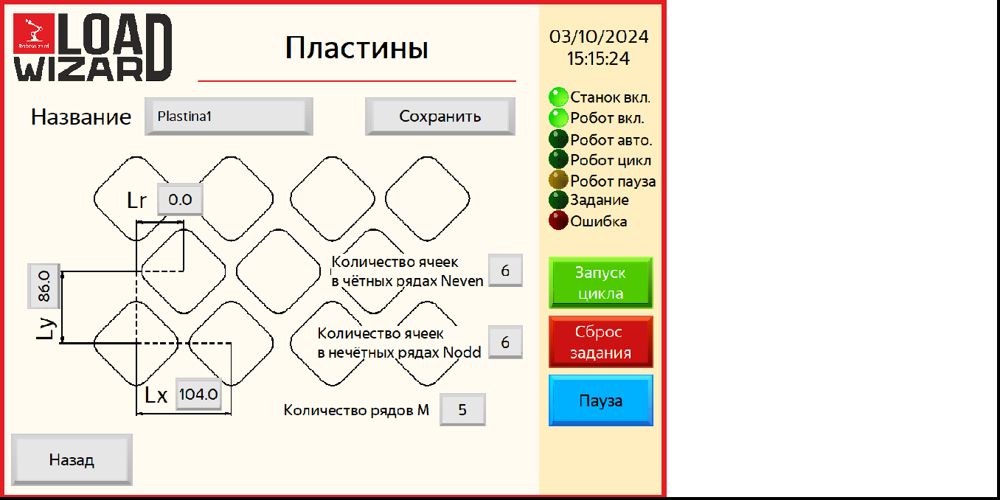 Robowizard
LOAD
WIZARD
Пластины
03/10/2024
15:15:24
Название
Plastina1
Сохранить
Станок вкл.
Робот вкл.
Робот авто.
Робот цикл
Робот пауза
Задание
Ошибка
Lr
0.0
Количество ячеек
в чётных рядах Neven
6
86.0
Ly
Количество ячеек
в нечётных рядах Nodd
6
Lx
104.0
Количество рядов M
5
Запуск
цикла
Сброс
задания
Пауза
Назад